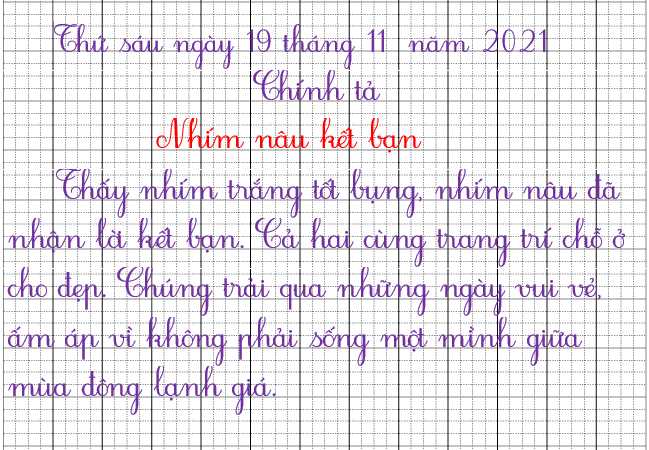 Thứ sáu ngày 19 tháng 11 năm 2021
Chính tả
Nhím nâu kết bạn
Thấy nhím trắng tốt bụng, nhím nâu đã
nhận lời kết bạn. Cả hai cùng trang trí chỗ ở
cho đẹp. Chúng trải qua những ngày vui vẻ,
ấm áp vì không phải sống một mình giữa
mùa đông lạnh giá.